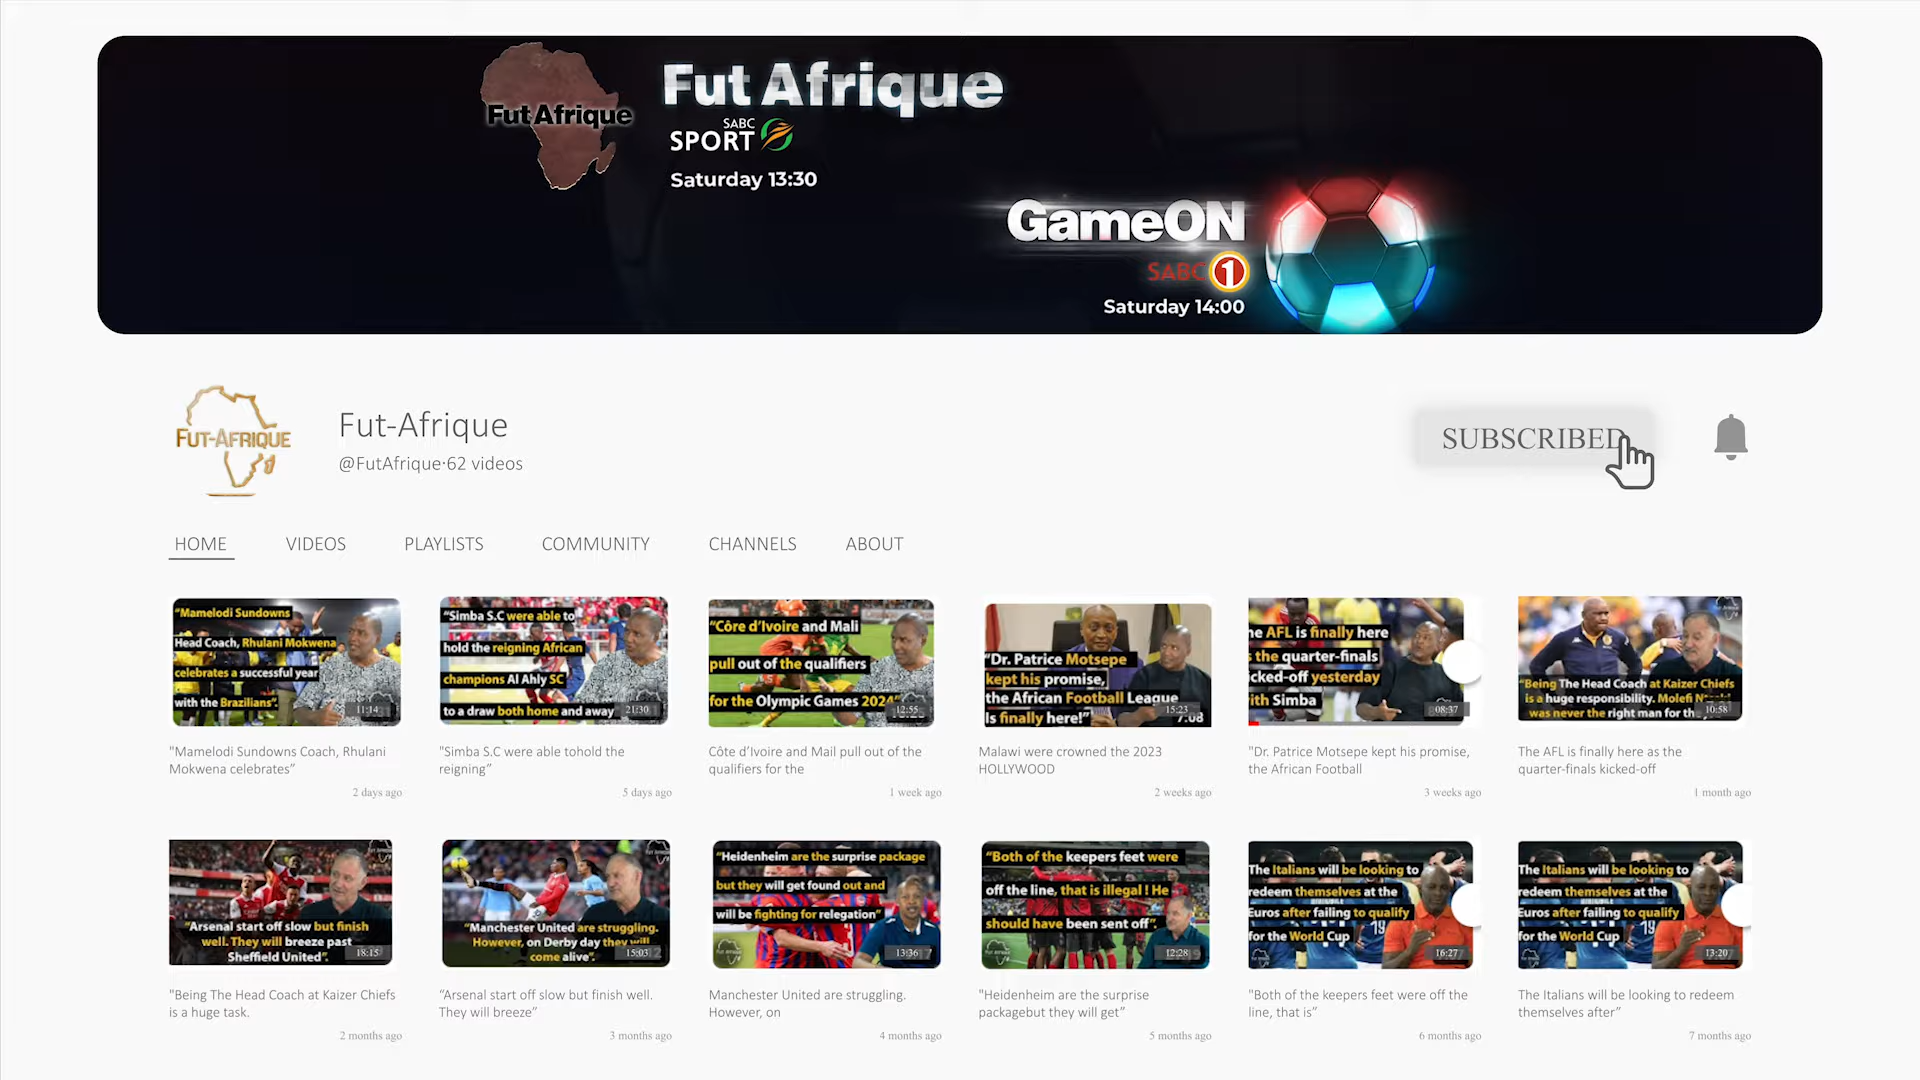 Fut Afrique
Fut Afrique
SABC
SPORT
Saturday 13:30
GameON
SABC 1
Saturday 14:00
FUT-AFRIQUE
Fut-Afrique
@FutAfrique·62 videos
SUBSCRIBED
HOME
VIDEOS
PLAYLISTS
COMMUNITY
CHANNELS
ABOUT
"Mamelodi Sundowns
Head Coach, Rhulani Mokwena
celebrates a successful year
with the Brazilians".
11:14
"Mamelodi Sundowns Coach, Rhulani
Mokwena celebrates”
2 days ago
"Simba S.C were able to
hold the reigning African
champions Al Ahly SC
to a draw both home and away
21:30
"Simba S.C were able tohold the
reigning”
5 days ago
“Côre d’Ivoire and Mali
pull out of the qualifiers
for the Olympic Games 2024"
12:55
Côte d’Ivoire and Mail pull out of the
qualifiers for the
1 week ago
"Dr. Patrice Motsepe
kept his promise,
the African Football League
Is finally here!"
15:23
7:08
Malawi were crowned the 2023
HOLLYWOOD
2 weeks ago
he AFL is finally here
s the quarter-finals
icked-off yesterday
ith Simba
08:37
"Dr. Patrice Motsepe kept his promise,
the African Football
3 weeks ago
"Being The Head Coach at Kaizer Chiefs
is a huge responsibility. Molefi
was never the right man for the
10:58
The AFL is finally here as the
quarter-finals kicked-off
1 month ago
"Arsenal start off slow but finish
well. They will breeze past
Sheffield United".
18:15
"Being The Head Coach at Kaizer Chiefs
is a huge task.
2 months ago
"Manchester United are struggling.
However, on Derby day they will
come alive".
15:03
“Arsenal start off slow but finish well.
They will breeze”
3 months ago
"Heidenheim are the surprise package
but they will get found out and
will be fighting for relegation"
13:36
Manchester United are struggling.
However, on
4 months ago
"Both of the keepers feet were
off the line, that is illegal ! He
should have been sent off".
12:28
"Heidenheim are the surprise
packagebut they will get”
5 months ago
The Italians will be looking to
redeem themselves at the
Euros after failing to qualify
for the World Cup
16:27
"Both of the keepers feet were off the
line, that is”
6 months ago
The Italians will be looking to
redeem themselves at the
Euros after failing to qualify
for the World Cup
13:20
The Italians will be looking to redeem
themselves after”
7 months ago